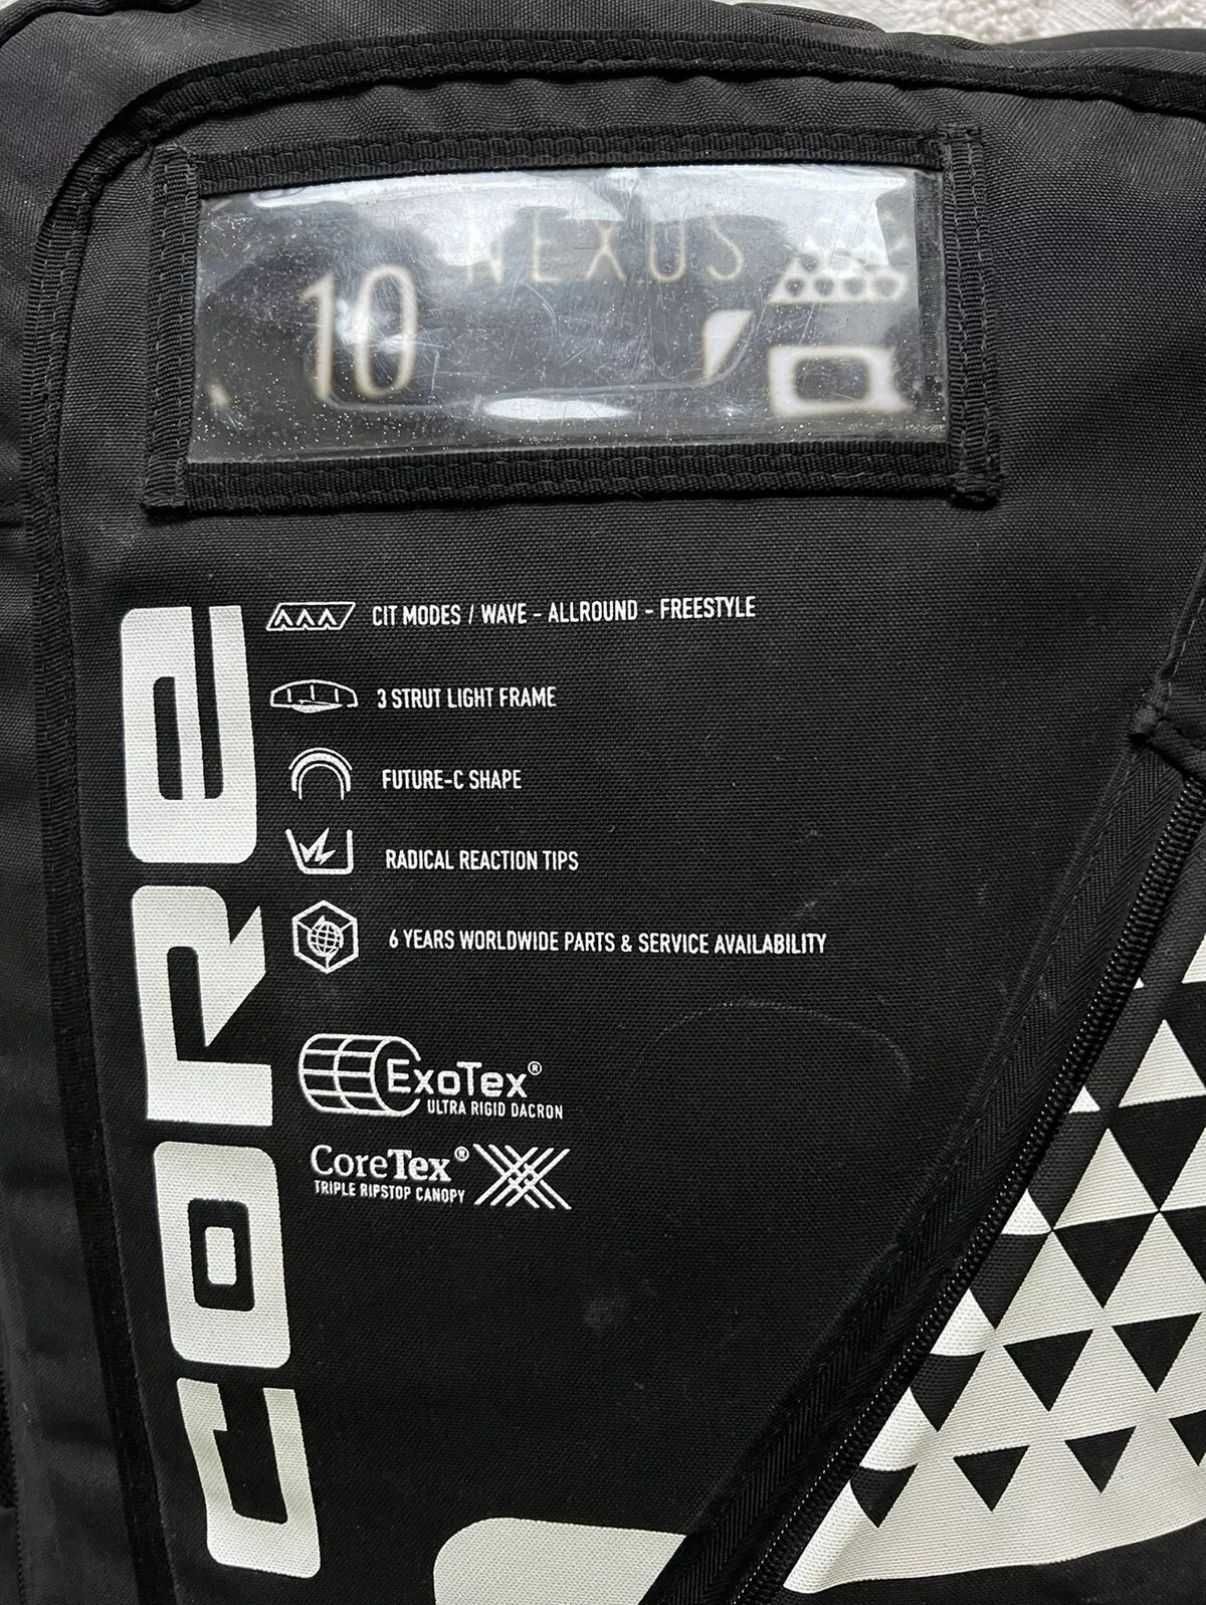 NEXUS
10
CORE
CIT MODES / WAVE - ALLROUND - FREESTYLE
3 STRUT LIGHT FRAME
FUTURE-C SHAPE
RADICAL REACTION TIPS
6 YEARS WORLDWIDE PARTS & SERVICE AVAILABILITY
EXOTEX®
ULTRA RIGID DACRON
CoreTex®
TRIPLE RIPSTOP CANOPY